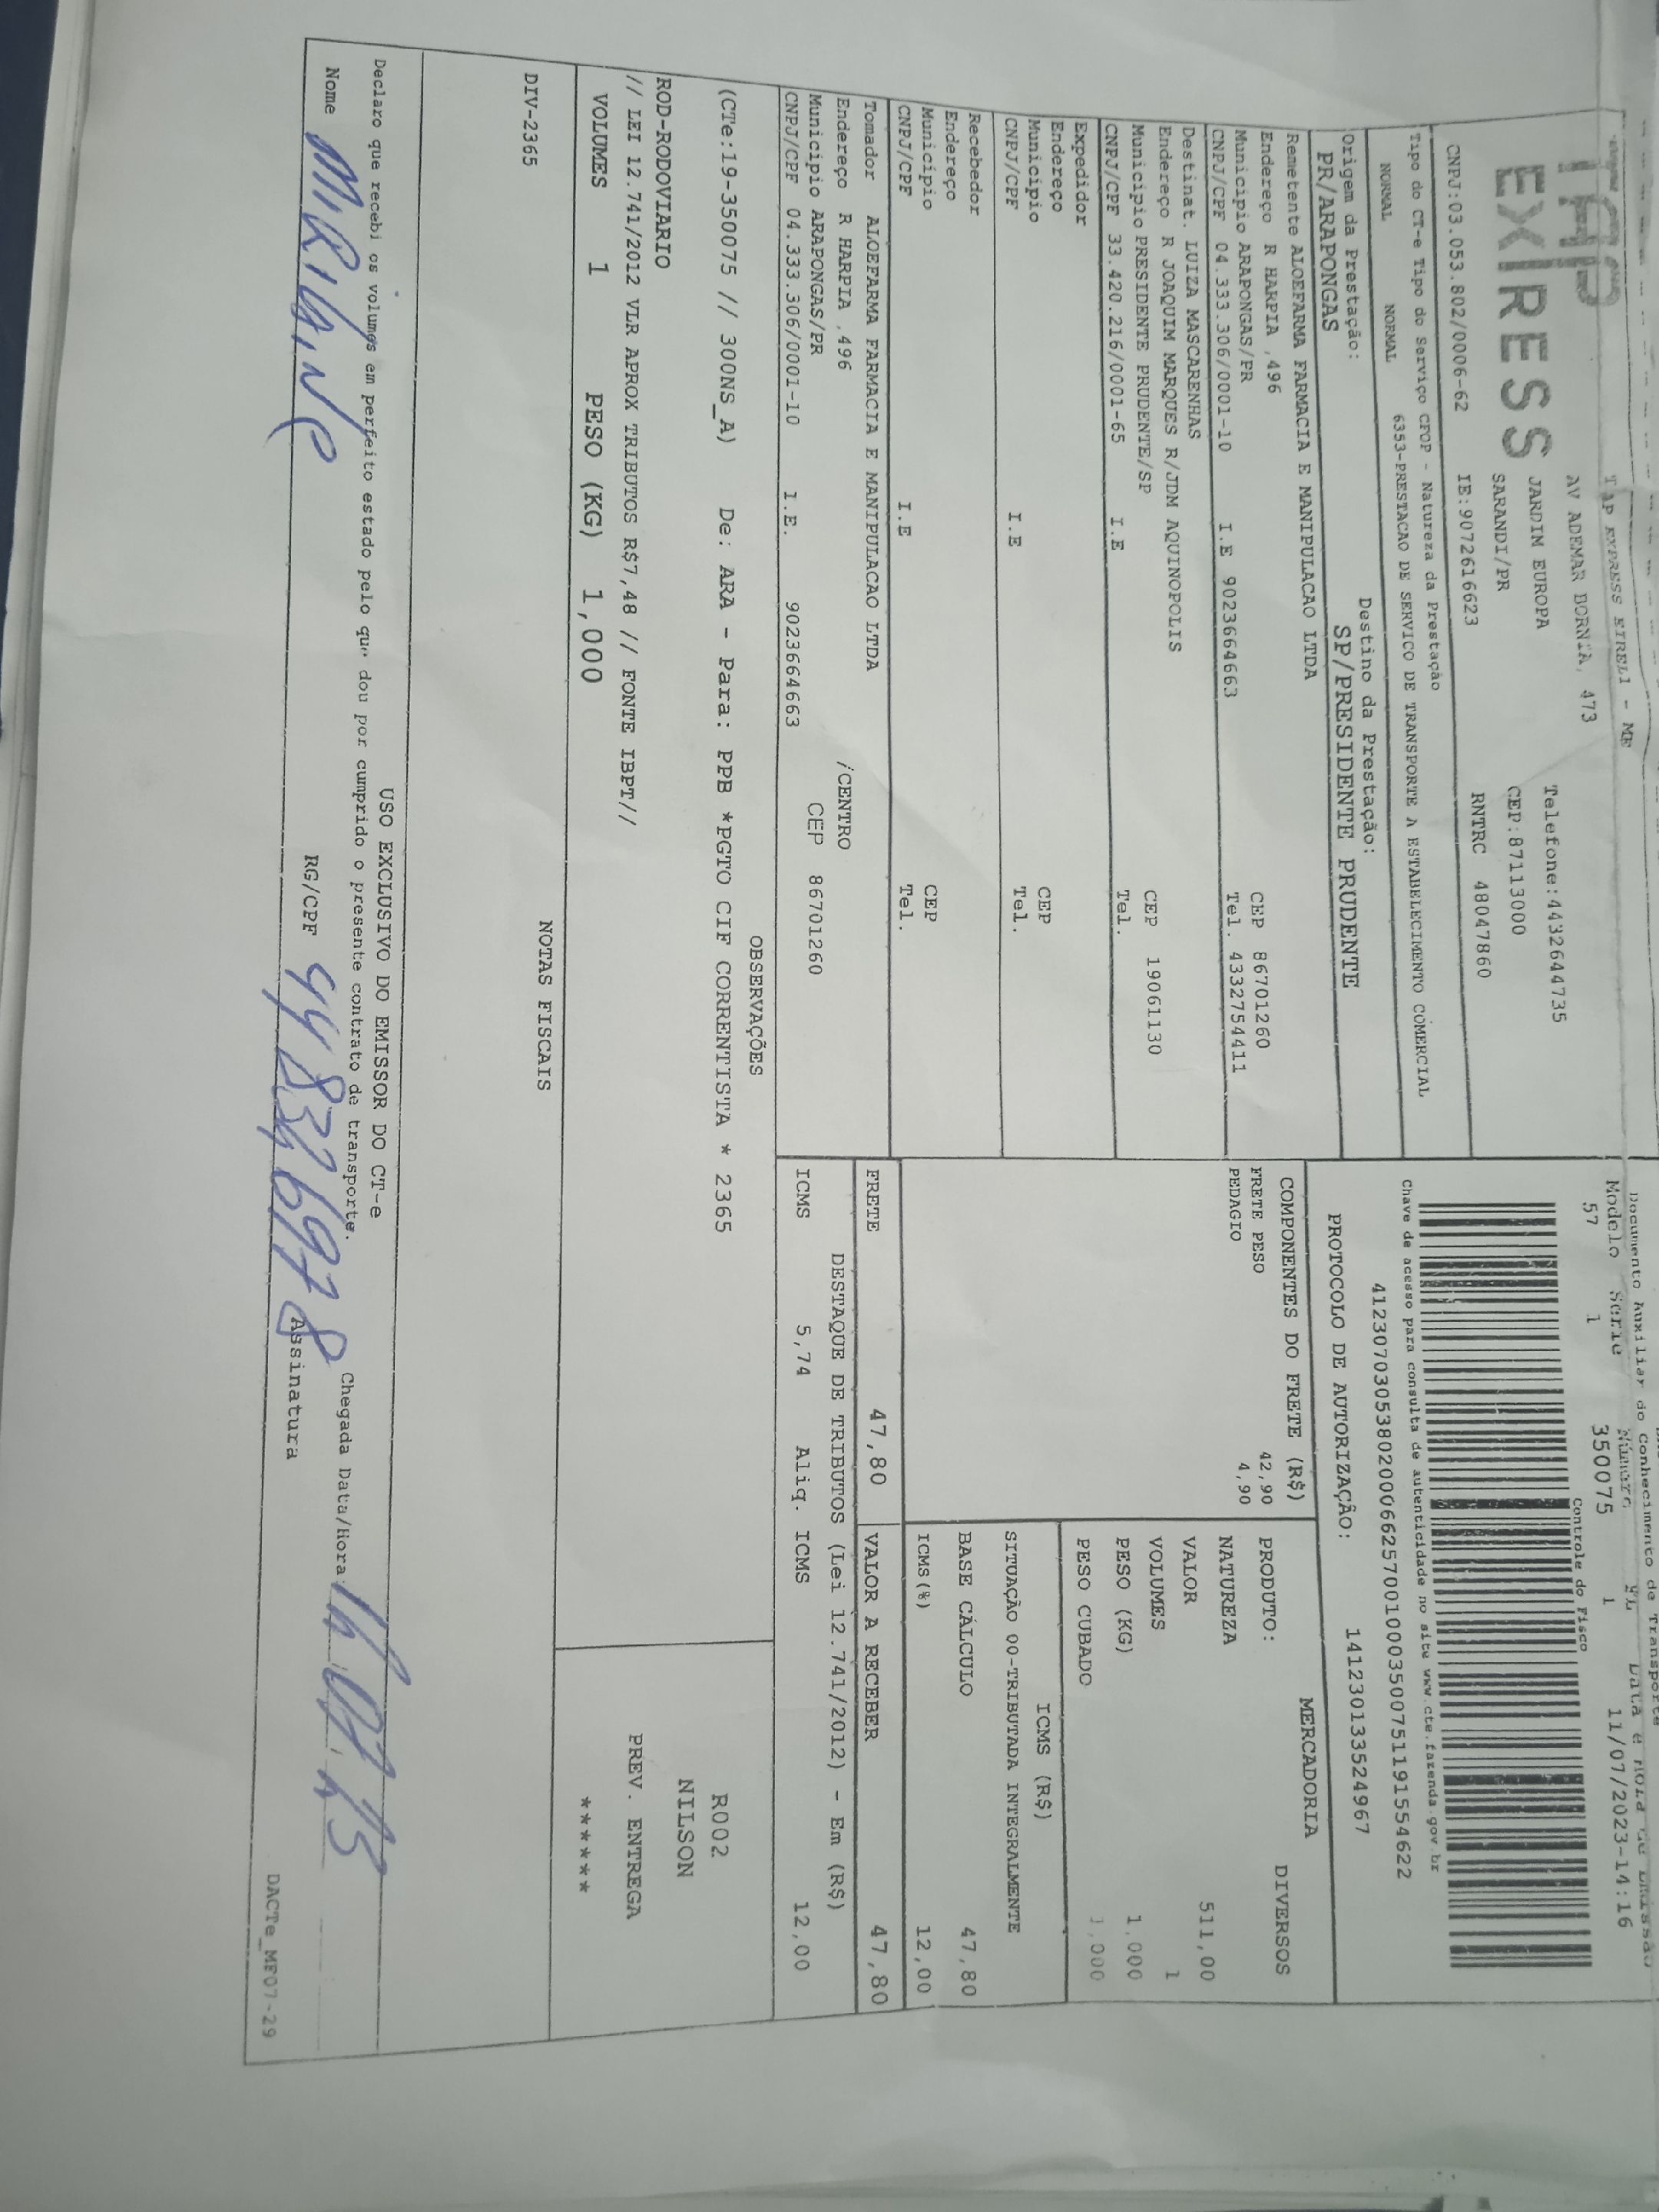 TAP
EXPRESS
TAP EXPRESS EIRELI - ME
AV ADEMAR BORNIA, 473
JARDIM EUROPA
SARANDI/PR
Telefone:4432644735
CEP:87113000
CNPJ:03.053.802/0006-62 IE:9072616623 RNTRC 48047860
Documento Auxiliar do Conhecimento de Transporte
Modelo Série Número Data e Hora de Emissão
57 1 350075 1 11/07/2023-14:16
Controle do Fisco
Chave de acesso para consulta de autenticidade no site www.cte.fazenda.gov.br
41230703053802000662570010003500751191554622
PROTOCOLO DE AUTORIZAÇÂO: 141230133524967
Tipo do CT-e Tipo do Serviço CFOP - Natureza da Prestação
NORMAL NORMAL 6353-PRESTACAO DE SERVICO DE TRANSPORTE A ESTABELECIMENTO COMERCIAL
Origem da Prestação: Destino da Prestação:
PR/ARAPONGAS SP/PRESIDENTE PRUDENTE
Remetente ALOEFARMA FARMACIA E MANIPULACAO LTDA
Endereço R HARPIA ,496 CEP 86701260
Municipio ARAPONGAS/PR Tel. 4332754411
CNPJ/CPF 04.333.306/0001-10 I.E 9023664663
Destinat. LUIZA MASCARENHAS
Endereço R JOAQUIM MARQUES R/JDM AQUINOPOLIS
Municipio PRESIDENTE PRUDENTE/SP CEP 19061130
CNPJ/CPF 33.420.216/0001-65 I.E Tel.
Expedidor
Endereço
Municipio CEP
CNPJ/CPF I.E Tel.
Recebedor
Endereço
Município CEP
CNPJ/CPF I.E Tel.
Tomador ALOEFARMA FARMACIA E MANIPULACAO LTDA
Endereço R HARPIA ,496 /CENTRO
Municipio ARAPONGAS/PR CEP 86701260
CNPJ/CPF 04.333.306/0001-10 I.E. 9023664663
COMPONENTES DO FRETE (R$)
FRETE PESO 42,90
PEDAGIO 4,90
MERCADORIA
PRODUTO: DIVERSOS
NATUREZA
VALOR 511,00
VOLUMES 1
PESO (KG) 1,000
PESO CUBADO 1,000
ICMS (R$)
SITUAÇÃO 00-TRIBUTADA INTEGRALMENTE
BASE CÁLCULO 47,80
ICMS(%) 12,00
FRETE 47,80 VALOR A RECEBER 47,80
DESTAQUE DE TRIBUTOS (Lei 12.741/2012) - Em (R$)
ICMS 5,74 Aliq. ICMS 12,00
OBSERVAÇÕES
(CTe:19-350075 // 300NS_A) De: ARA - Para: PPB *PGTO CIF CORRENTISTA * 2365
ROD-RODOVIARIO
// LEI 12.741/2012 VLR APROX TRIBUTOS R$7,48 // FONTE IBPT//
R002
NILSON
PREV. ENTREGA
******
VOLUMES 1 PESO (KG) 1,000
NOTAS FISCAIS
DIV-2365
USO EXCLUSIVO DO EMISSOR DO CT-e
Declaro que recebi os volumes em perfeito estado pelo que dou por cumprido o presente contrato de transporte.
Chegada Data/Hora:
Nome RG/CPF Assinatura
DACTe_MF07-29